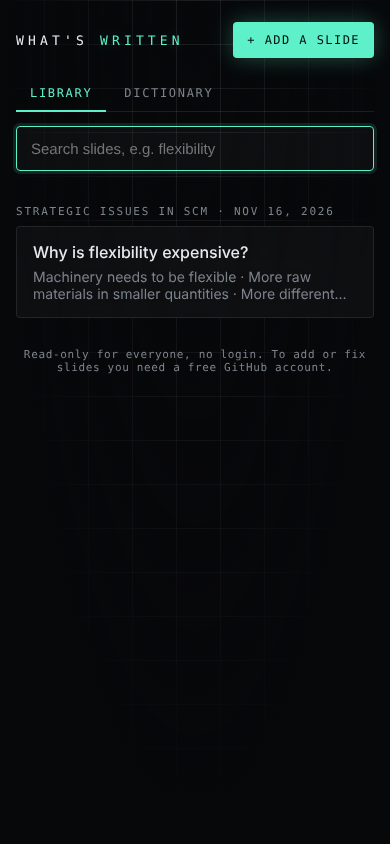 WHAT'S WRITTEN
+ ADD A SLIDE
LIBRARY
DICTIONARY
Search slides, e.g. flexibility
STRATEGIC ISSUES IN SCM · NOV 16, 2026
Why is flexibility expensive?
Machinery needs to be flexible · More raw
materials in smaller quantities · More different...
Read-only for everyone, no login. To add or fix
slides you need a free GitHub account.